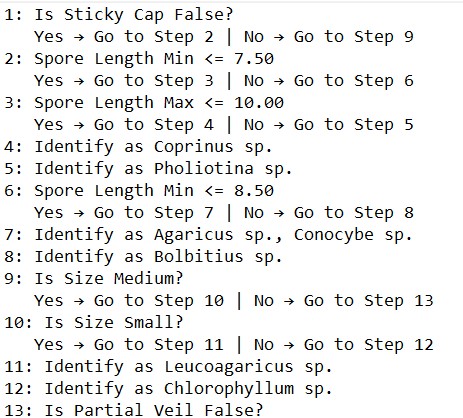 1: Is Sticky Cap False?
Yes → Go to Step 2 | No → Go to Step 9
2: Spore Length Min <= 7.50
Yes → Go to Step 3 | No → Go to Step 6
3: Spore Length Max <= 10.00
Yes → Go to Step 4 | No → Go to Step 5
4: Identify as Coprinus sp.
5: Identify as Pholiotina sp.
6: Spore Length Min <= 8.50
Yes → Go to Step 7 | No → Go to Step 8
7: Identify as Agaricus sp., Conocybe sp.
8: Identify as Bolbitius sp.
9: Is Size Medium?
Yes → Go to Step 10 | No → Go to Step 13
10: Is Size Small?
Yes → Go to Step 11 | No → Go to Step 12
11: Identify as Leucoagaricus sp.
12: Identify as Chlorophyllum sp.
13: Is Partial Veil False?